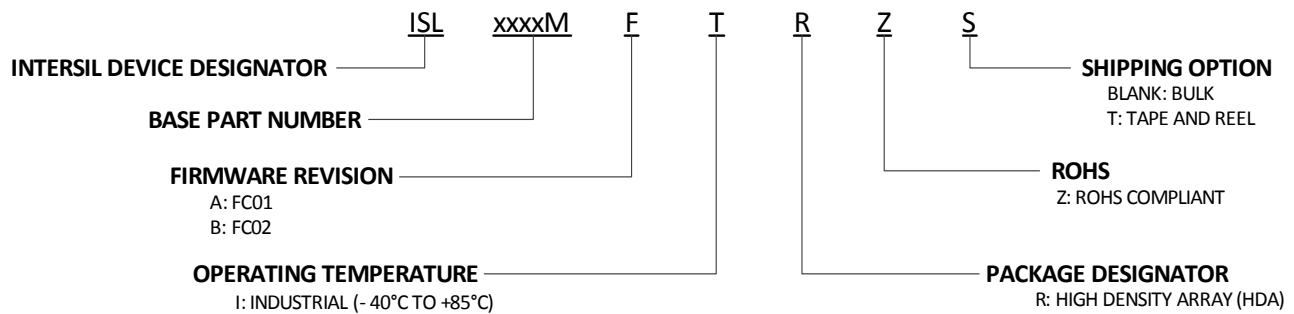 ISL xxxxM F T R Z S
INTERSIL DEVICE DESIGNATOR
BASE PART NUMBER
FIRMWARE REVISION
A: FC01
B: FC02
OPERATING TEMPERATURE
I: INDUSTRIAL (- 40°C TO +85°C)
SHIPPING OPTION
BLANK: BULK
T: TAPE AND REEL
ROHS
Z: ROHS COMPLIANT
PACKAGE DESIGNATOR
R: HIGH DENSITY ARRAY (HDA)